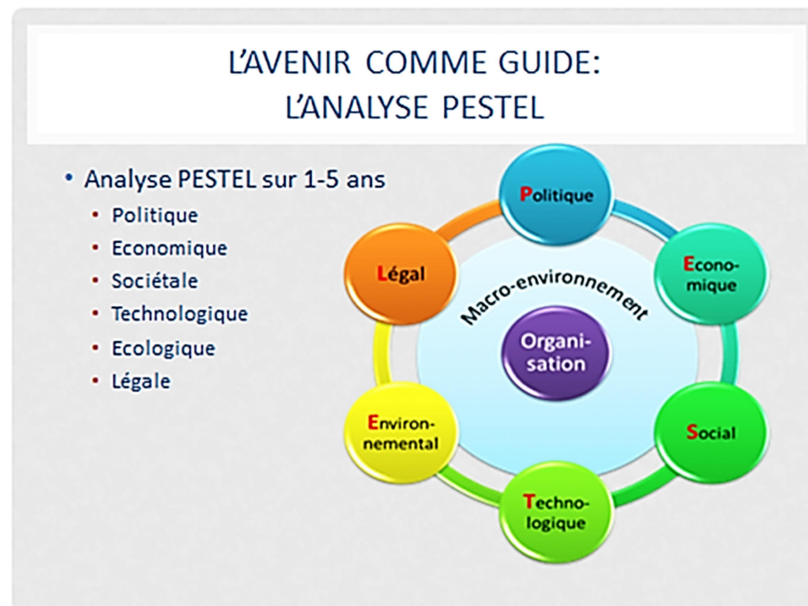 L'AVENIR COMME GUIDE:
L'ANALYSE PESTEL
• Analyse PESTEL sur 1-5 ans
• Politique
• Economique
• Sociétale
• Technologique
• Ecologique
• Légale
Politique
Econo-
mique
Social
Techno-
logique
Environ-
nemental
Légal
Macro-environnement
Organi-
sation